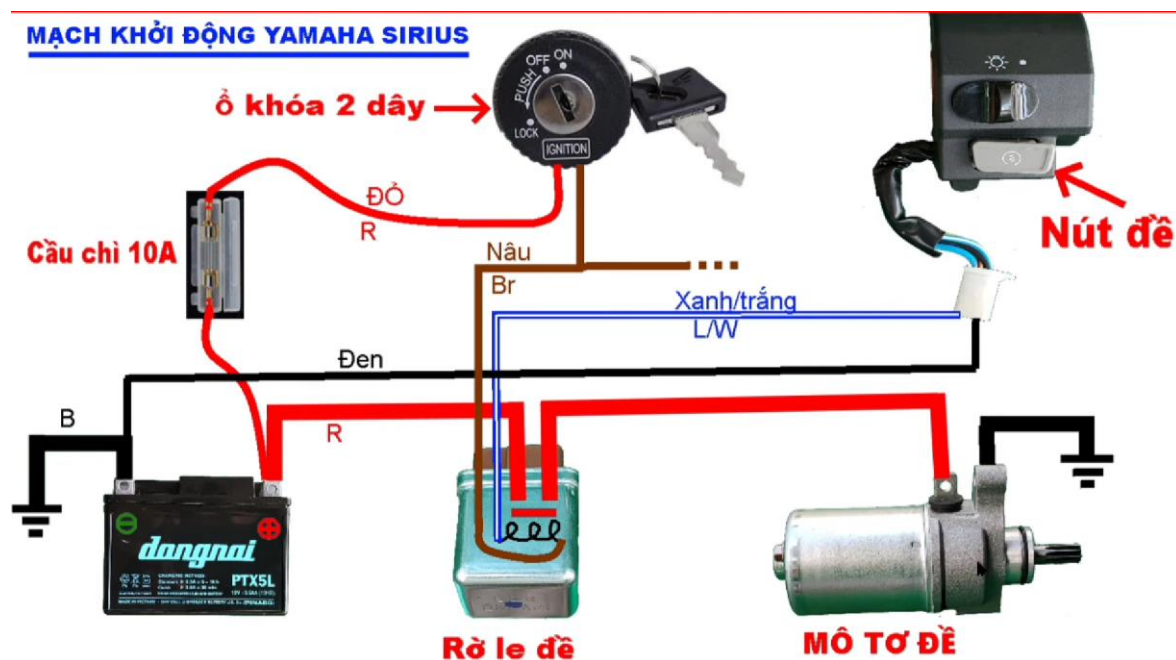 MẠCH KHỞI ĐỘNG YAMAHA SIRIUS
ổ khóa 2 dây
OFF
ON
PUSH
LOCK
IGNITION
ĐỎ
R
Cầu chì 10A
Nút đề
Nâu
Br
Xanh/trắng
L/W
Đen
B
R
dongnai
PTX5L
Rờ le đề
MÔ TƠ ĐỀ